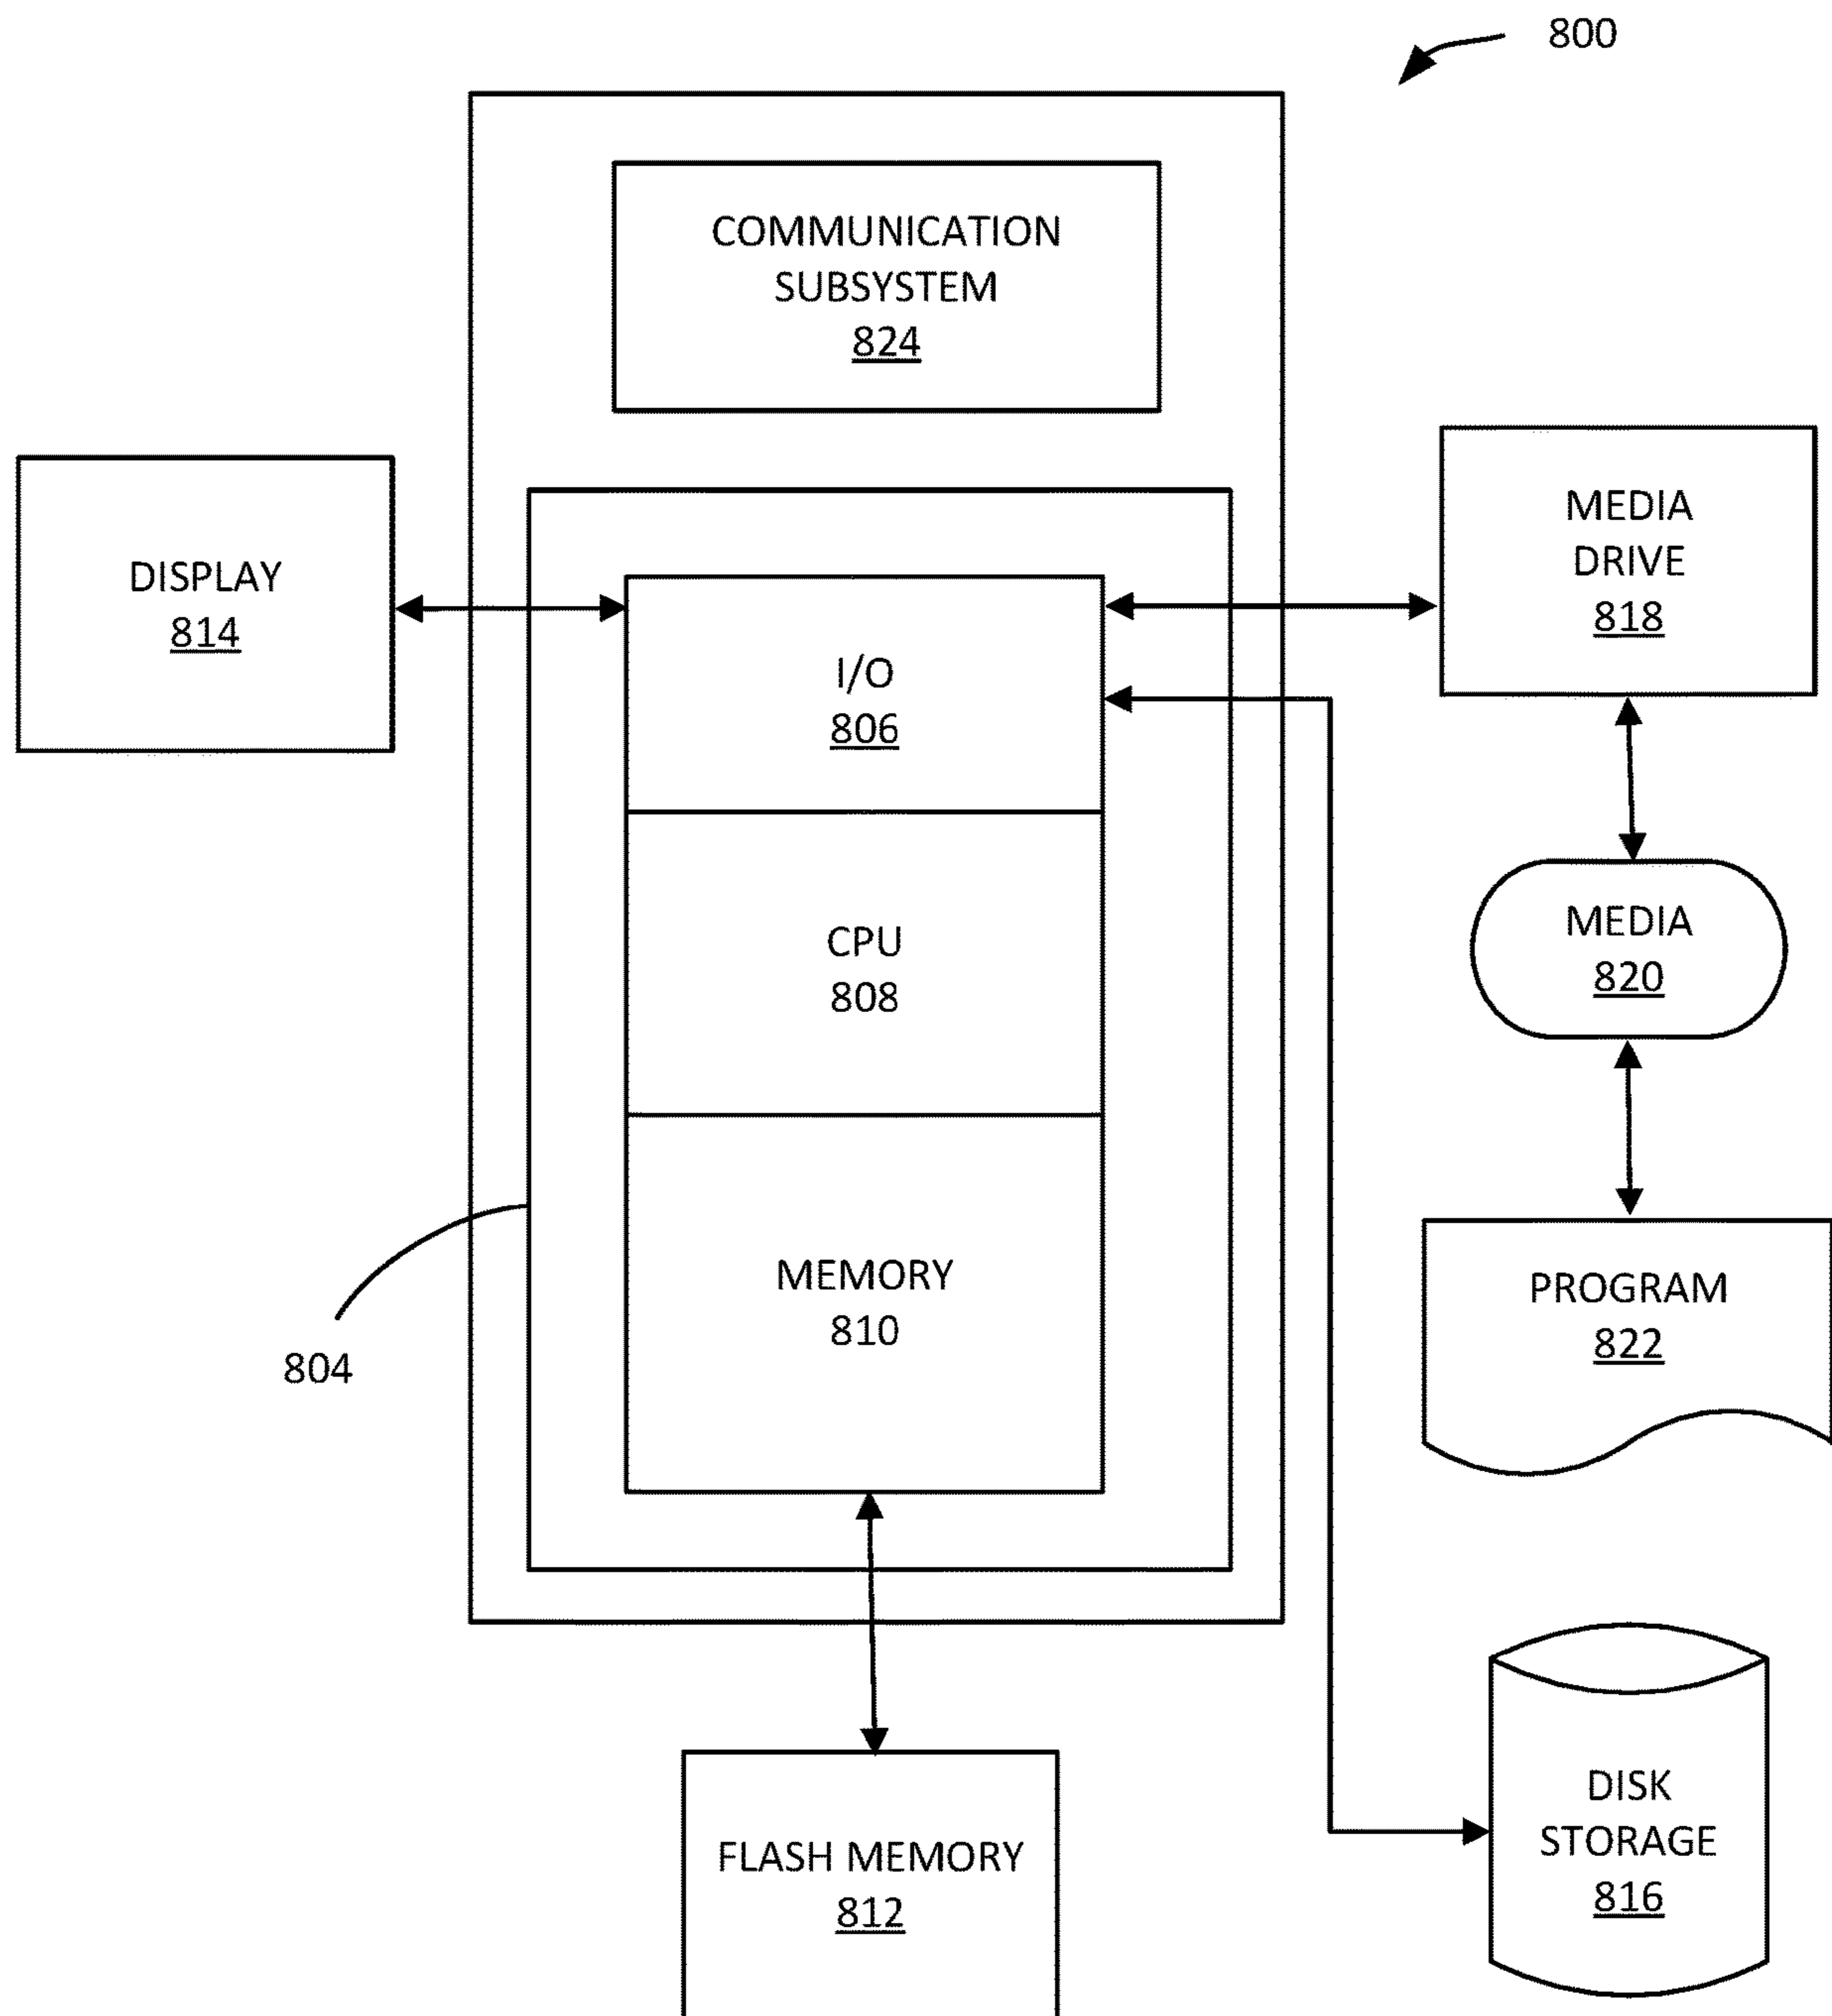 800
COMMUNICATION
SUBSYSTEM
824
DISPLAY
814
MEDIA
DRIVE
818
I/O
806
CPU
808
MEDIA
820
MEMORY
810
804
PROGRAM
822
FLASH MEMORY
812
DISK
STORAGE
816